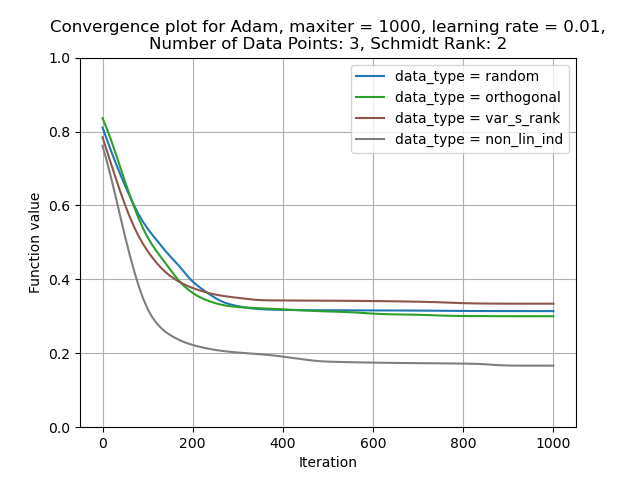 Convergence plot for Adam, maxiter = 1000, learning rate = 0.01,
Number of Data Points: 3, Schmidt Rank: 2
data_type = random
data_type = orthogonal
data_type = var_s_rank
data_type = non_lin_ind
Function value
1.0
0.8
0.6
0.4
0.2
0.0
0 200 400 600 800 1000
Iteration